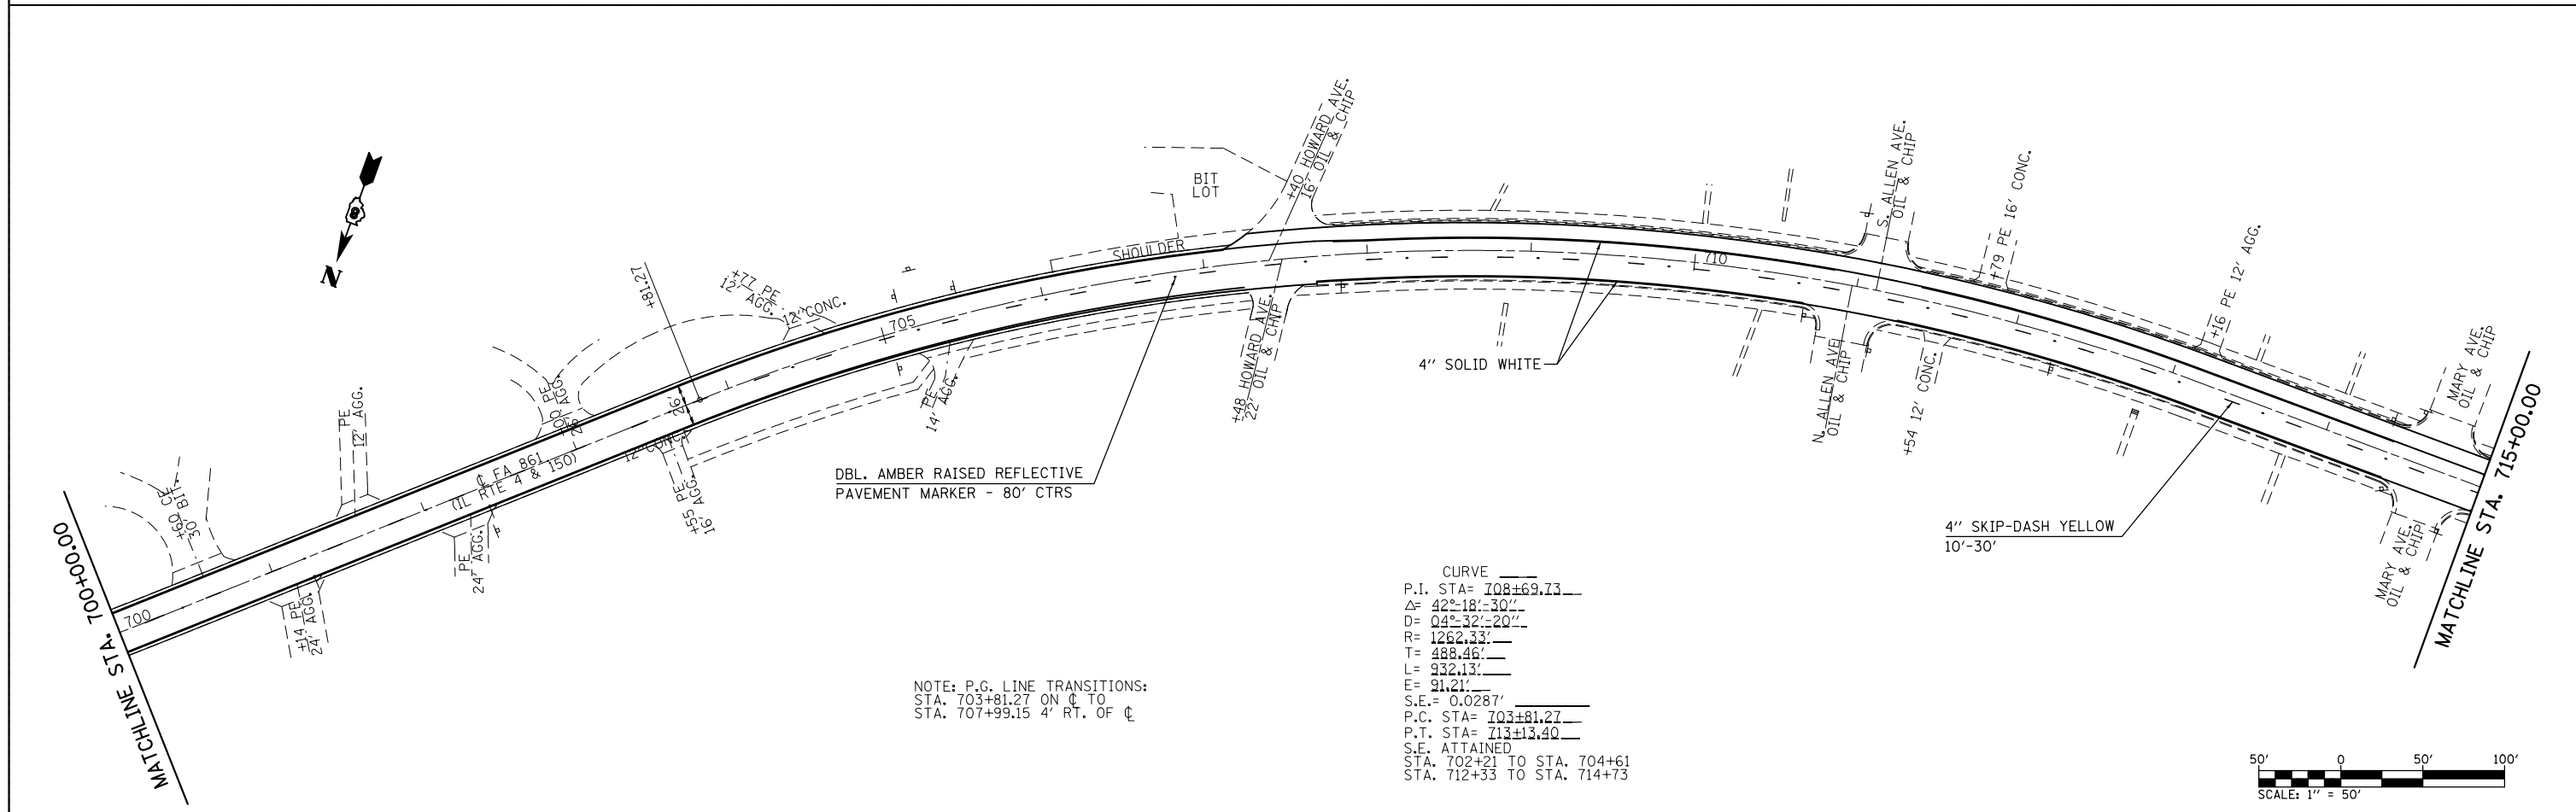 MATCHLINE STA. 700+00.00
700
+60 CE
30' BIT.
+14 PE
24' AGG.
PE
12' AGG.
PE
24' AGG.
℄ FA 861
(IL RTE 4 & 150)
PE
AGG.
12' CONC.
+55 PE
16' AGG.
26'
+81.27
+77 PE
12' AGG.
12' CONC.
705
PE
14' AGG.
SHOULDER
BIT
LOT
+40 HOWARD AVE.
16' OIL & CHIP
+48 HOWARD AVE.
22' OIL & CHIP
DBL. AMBER RAISED REFLECTIVE
PAVEMENT MARKER - 80' CTRS
4" SOLID WHITE
710
S. ALLEN AVE.
OIL & CHIP
N. ALLEN AVE.
OIL & CHIP
+79 PE 16' CONC.
+54 12' CONC.
+16 PE 12' AGG.
MARY AVE.
OIL & CHIP
MARY AVE.
OIL & CHIP
4" SKIP-DASH YELLOW
10'-30'
MATCHLINE STA. 715+00.00
N
NOTE: P.G. LINE TRANSITIONS:
STA. 703+81.27 ON ℄ TO
STA. 707+99.15 4' RT. OF ℄
CURVE
P.I. STA= 708+69.73
Δ= 42°-18'-30"
D= 04°-32'-20"
R= 1262.33'
T= 488.46'
L= 932.13'
E= 91.21'
S.E.= 0.0287'
P.C. STA= 703+81.27
P.T. STA= 713+13.40
S.E. ATTAINED
STA. 702+21 TO STA. 704+61
STA. 712+33 TO STA. 714+73
50' 0 50' 100'
SCALE: 1" = 50'